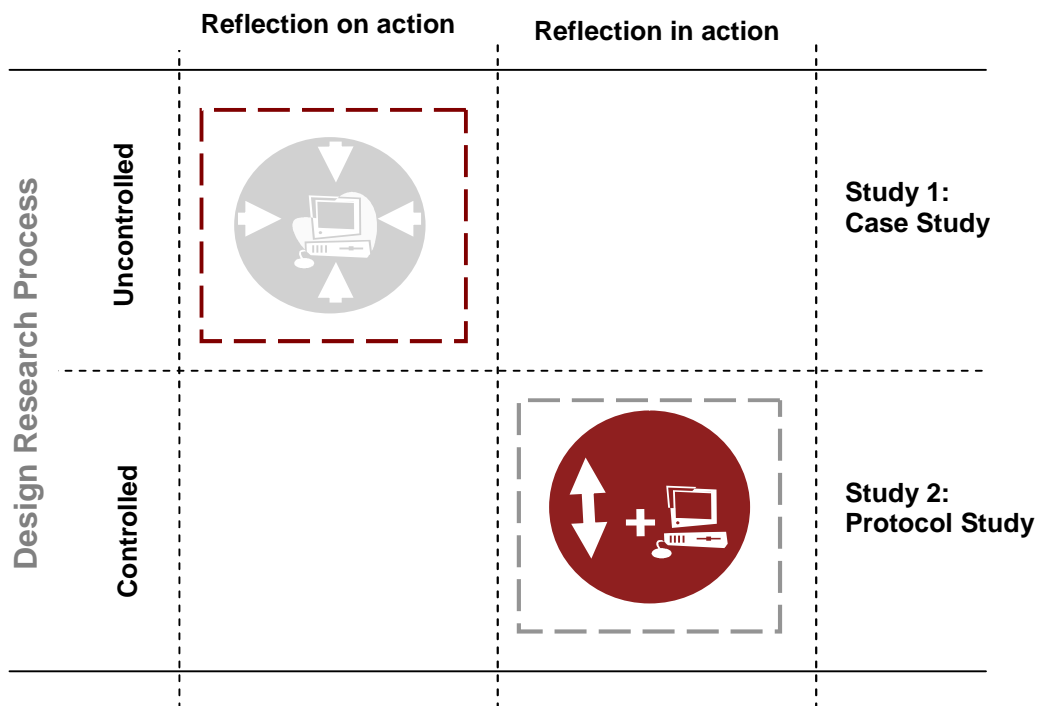 Reflection on action
Reflection in action
Design Research Process
Uncontrolled
Study 1:
Case Study
Controlled
Study 2:
Protocol Study